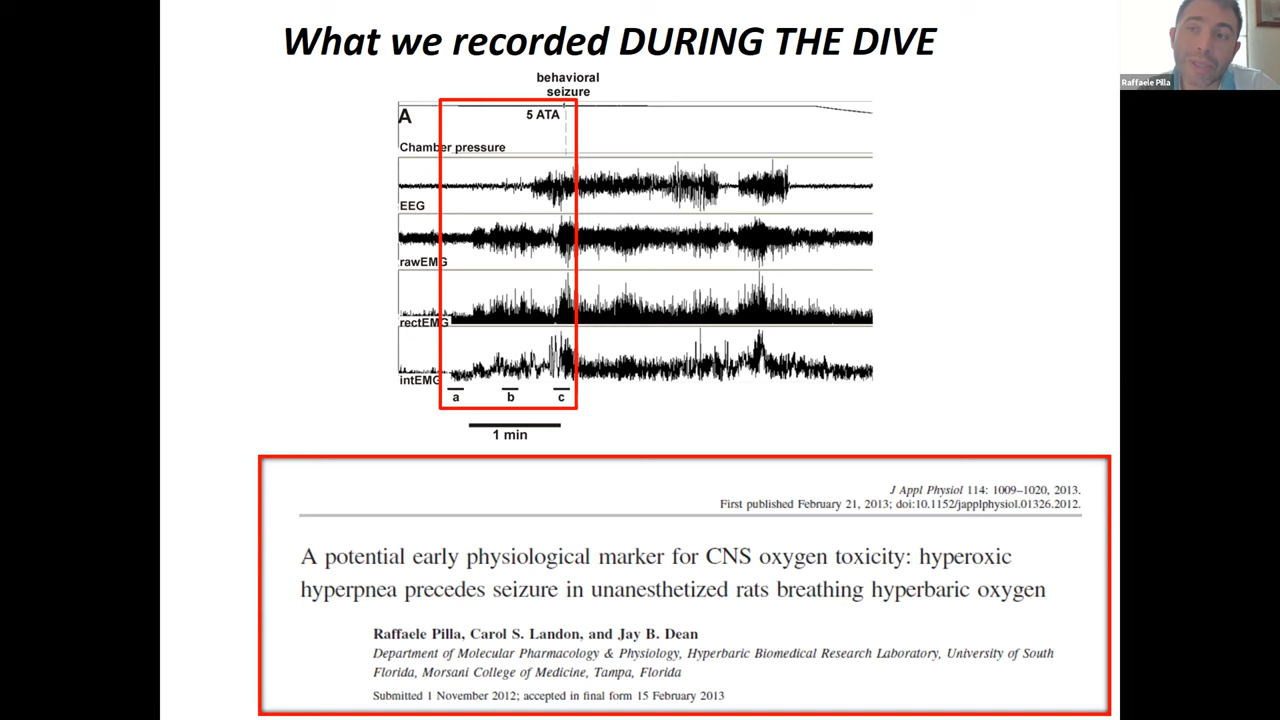 What we recorded DURING THE DIVE
Raffaele Pilla
behavioral
seizure
A
5 ATA
Chamber pressure
EEG
rawEMG
rectEMG
intEMG
a b c
1 min
J Appl Physiol 114: 1009–1020, 2013.
First published February 21, 2013; doi:10.1152/japplphysiol.01326.2012.
A potential early physiological marker for CNS oxygen toxicity: hyperoxic
hyperpnea precedes seizure in unanesthetized rats breathing hyperbaric oxygen
Raffaele Pilla, Carol S. Landon, and Jay B. Dean
Department of Molecular Pharmacology & Physiology, Hyperbaric Biomedical Research Laboratory, University of South
Florida, Morsani College of Medicine, Tampa, Florida
Submitted 1 November 2012; accepted in final form 15 February 2013